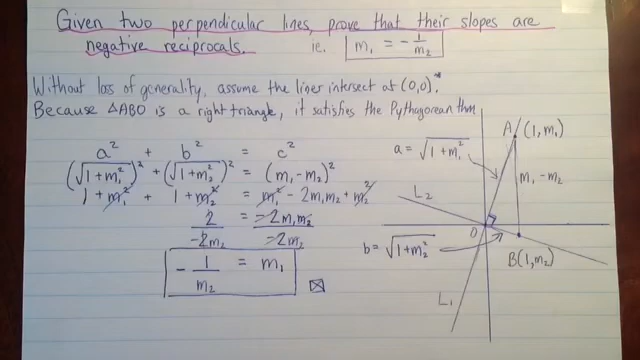 Given two perpendicular lines, prove that their slopes are
negative reciprocals. ie. m₁ = -1/m₂
Without loss of generality, assume the lines intersect at (0,0).*
Because △ABO is a right triangle, it satisfies the Pythagorean thm
a² + b² = c²
(√(1+m₁²))² + (√(1+m₂²))² = (m₁-m₂)²
1 + m₁² + 1 + m₂² = m₁² - 2m₁m₂ + m₂²
2 = -2m₁m₂
-2m₂ -2m₂
-1/m₂ = m₁
A (1, m₁)
a = √(1+m₁²)
m₁ - m₂
L₂
O
b = √(1+m₂²)
B(1, m₂)
L₁